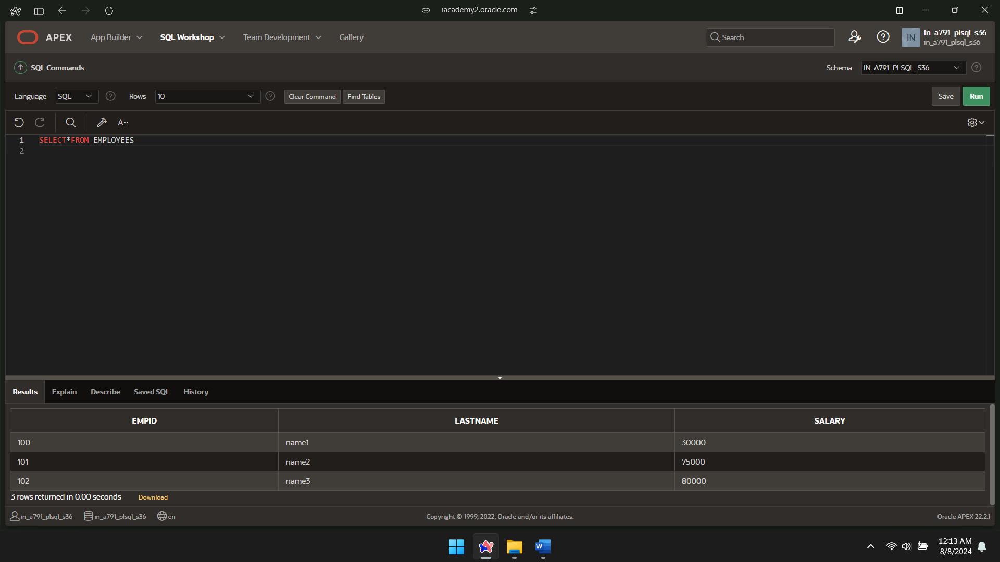 iacademy2.oracle.com
APEX App Builder SQL Workshop Team Development Gallery Search IN in_a791_plsql_s36
in_a791_plsql_s36
SQL Commands Schema IN_A791_PLSQL_S36
Language SQL Rows 10 Clear Command Find Tables Save Run
A
1 SELECT*FROM EMPLOYEES
2
Results Explain Describe Saved SQL History
EMPID LASTNAME SALARY
100 name1 30000
101 name2 75000
102 name3 80000
3 rows returned in 0.00 seconds Download
in_a791_plsql_s36 in_a791_plsql_s36 en Copyright © 1999, 2022, Oracle and/or its affiliates. Oracle APEX 22.2.1
W 12:13 AM
8/8/2024